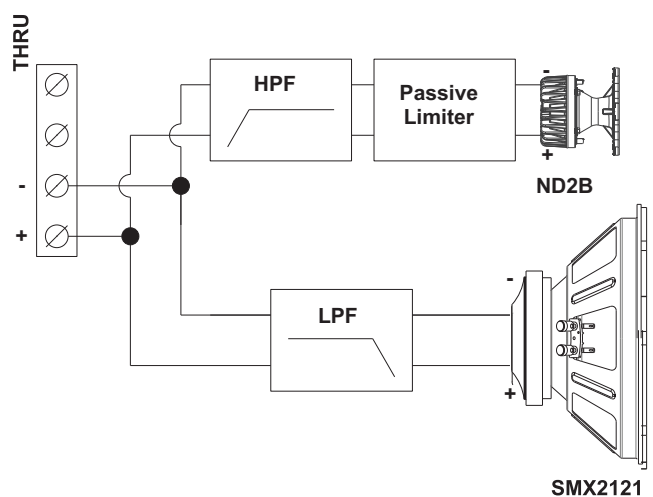 THRU
HPF
Passive
Limiter
-
+
ND2B
-
+
LPF
-
+
SMX2121